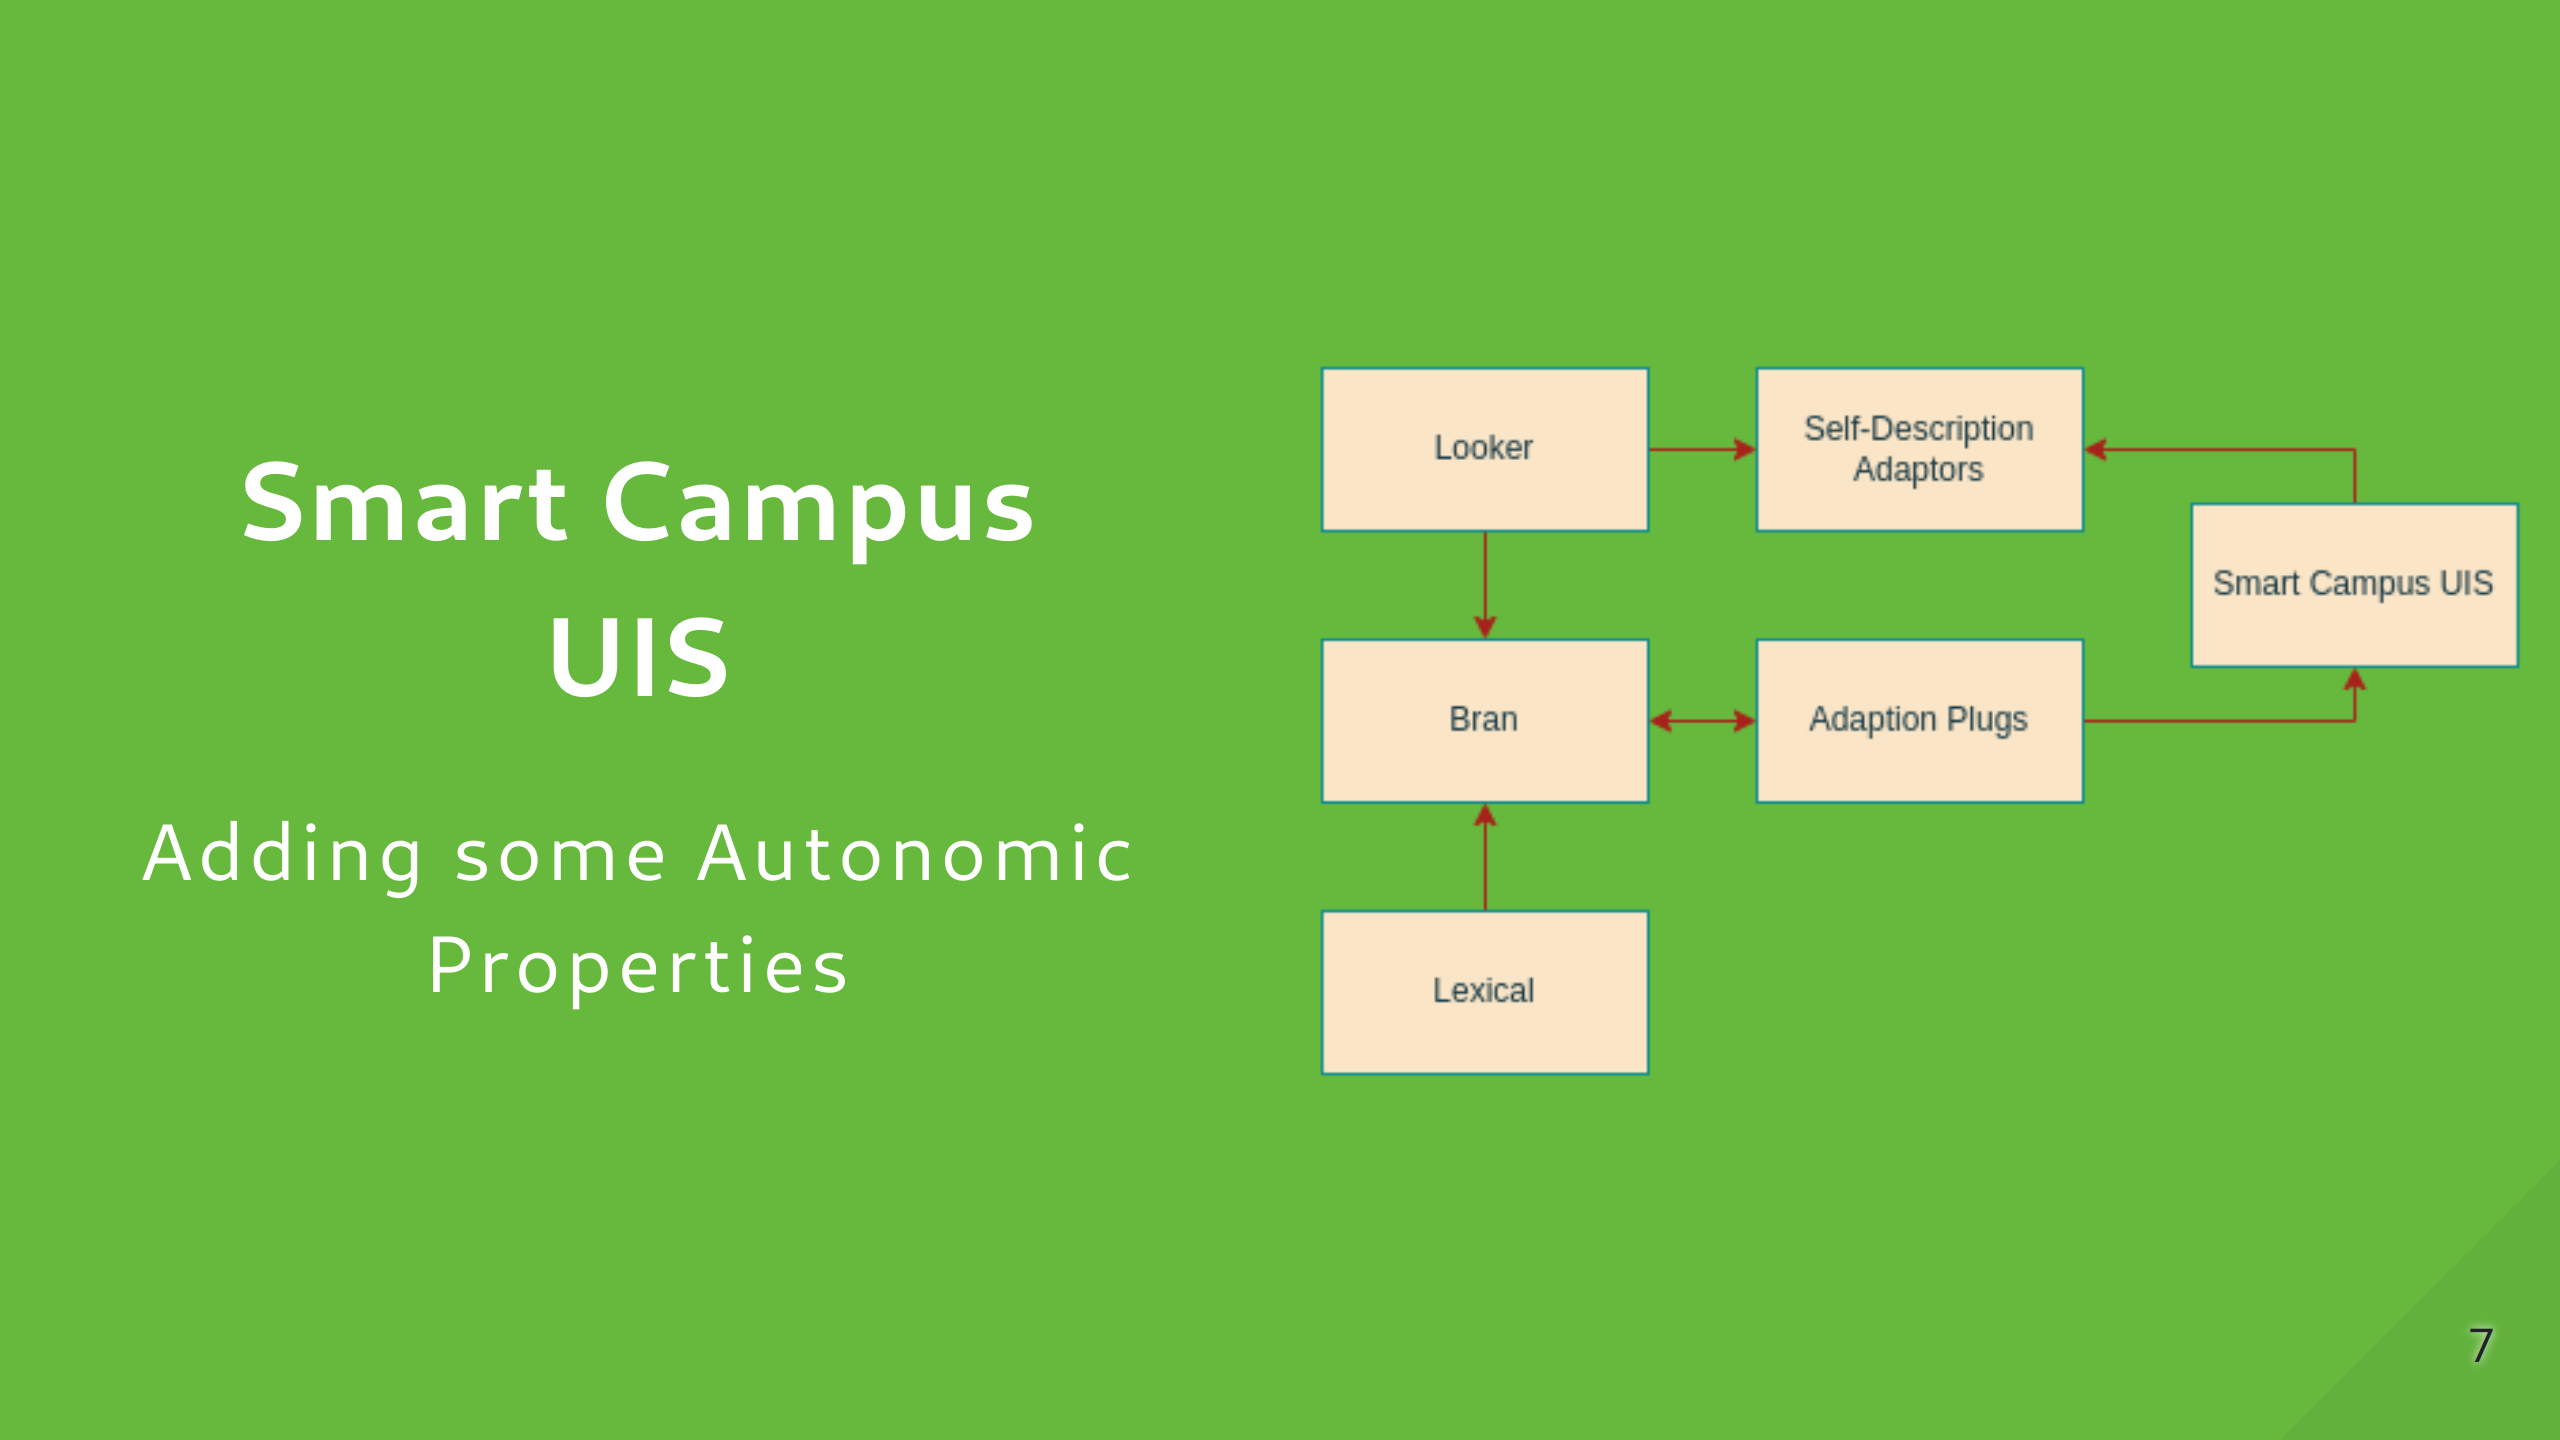 Smart Campus
UIS
Adding some Autonomic
Properties
Looker
Self-Description
Adaptors
Smart Campus UIS
Bran
Adaption Plugs
Lexical
7